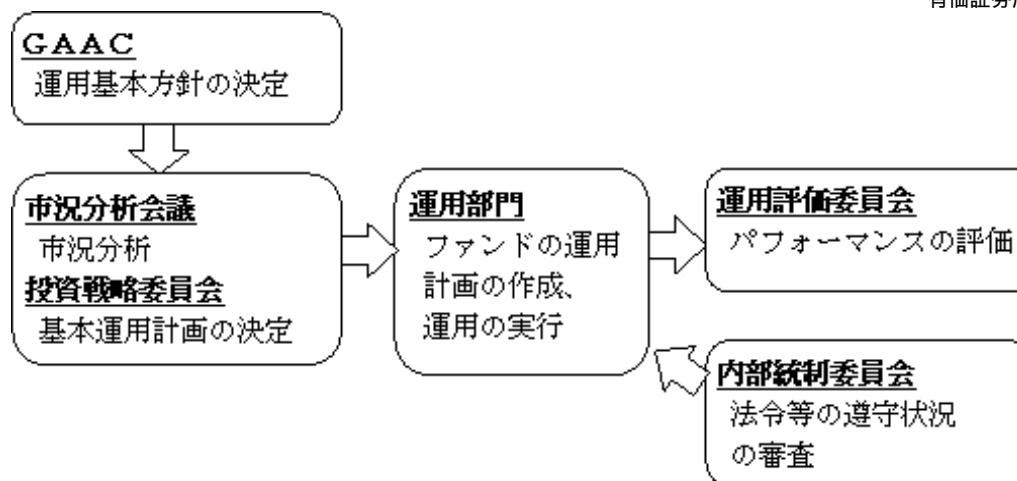 GAAC
運用基本方針の決定
市況分析会議
市況分析
投資戦略委員会
基本運用計画の決定
運用部門
ファンドの運用
計画の作成、
運用の実行
運用評価委員会
パフォーマンスの評価
内部統制委員会
法令等の遵守状況
の審査